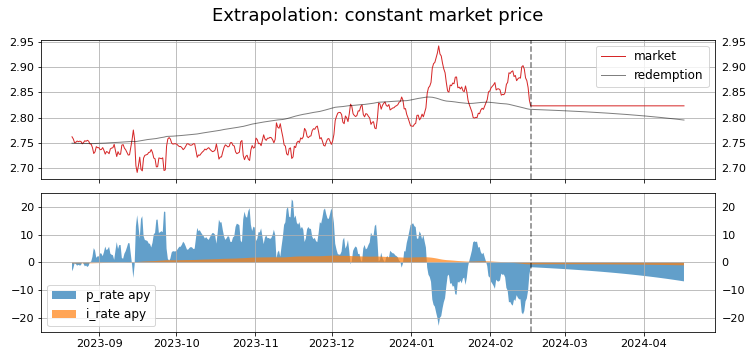 Extrapolation: constant market price
2.95 2.95
2.90 2.90
2.85 2.85
2.80 2.80
2.75 2.75
2.70 2.70
market
redemption
20 20
10 10
0 0
−10 −10
−20 −20
p_rate apy
i_rate apy
2023-09 2023-10 2023-11 2023-12 2024-01 2024-02 2024-03 2024-04